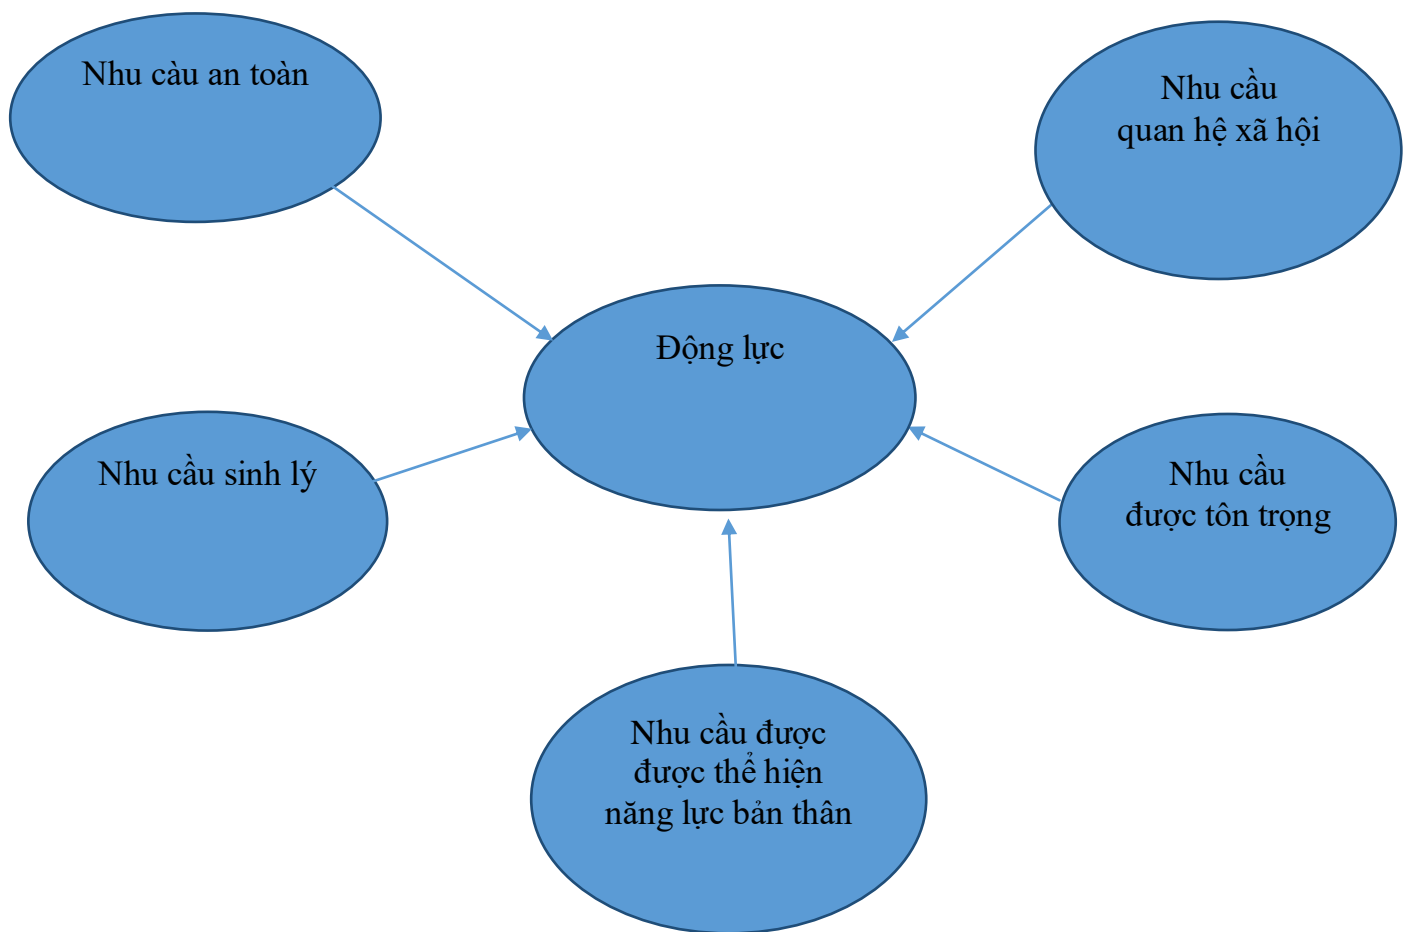 Nhu càu an toàn
Nhu cầu
quan hệ xã hội
Động lực
Nhu cầu sinh lý
Nhu cầu
được tôn trọng
Nhu cầu được
được thể hiện
năng lực bản thân